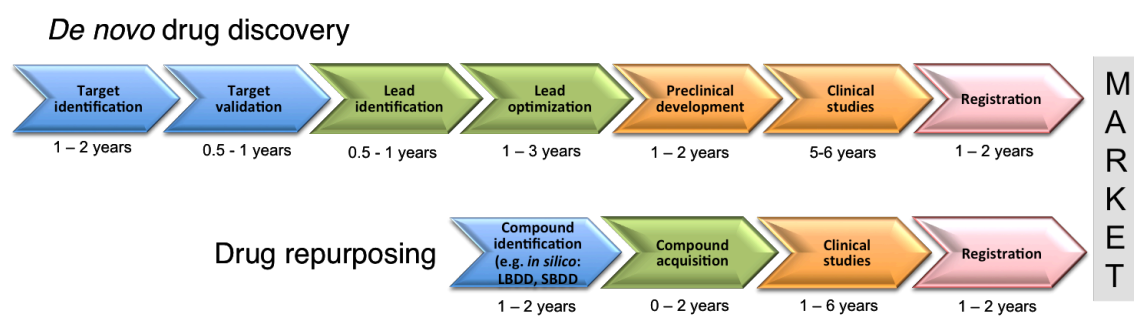 De novo drug discovery
Target
identification
Target
validation
Lead
identification
Lead
optimization
Preclinical
development
Clinical
studies
Registration
1 – 2 years
0.5 - 1 years
0.5 - 1 years
1 – 3 years
1 – 2 years
5-6 years
1 – 2 years
Drug repurposing
Compound
identification
(e.g. in silico:
LBDD, SBDD
Compound
acquisition
Clinical
studies
Registration
1 – 2 years
0 – 2 years
1 – 6 years
1 – 2 years
MARKET